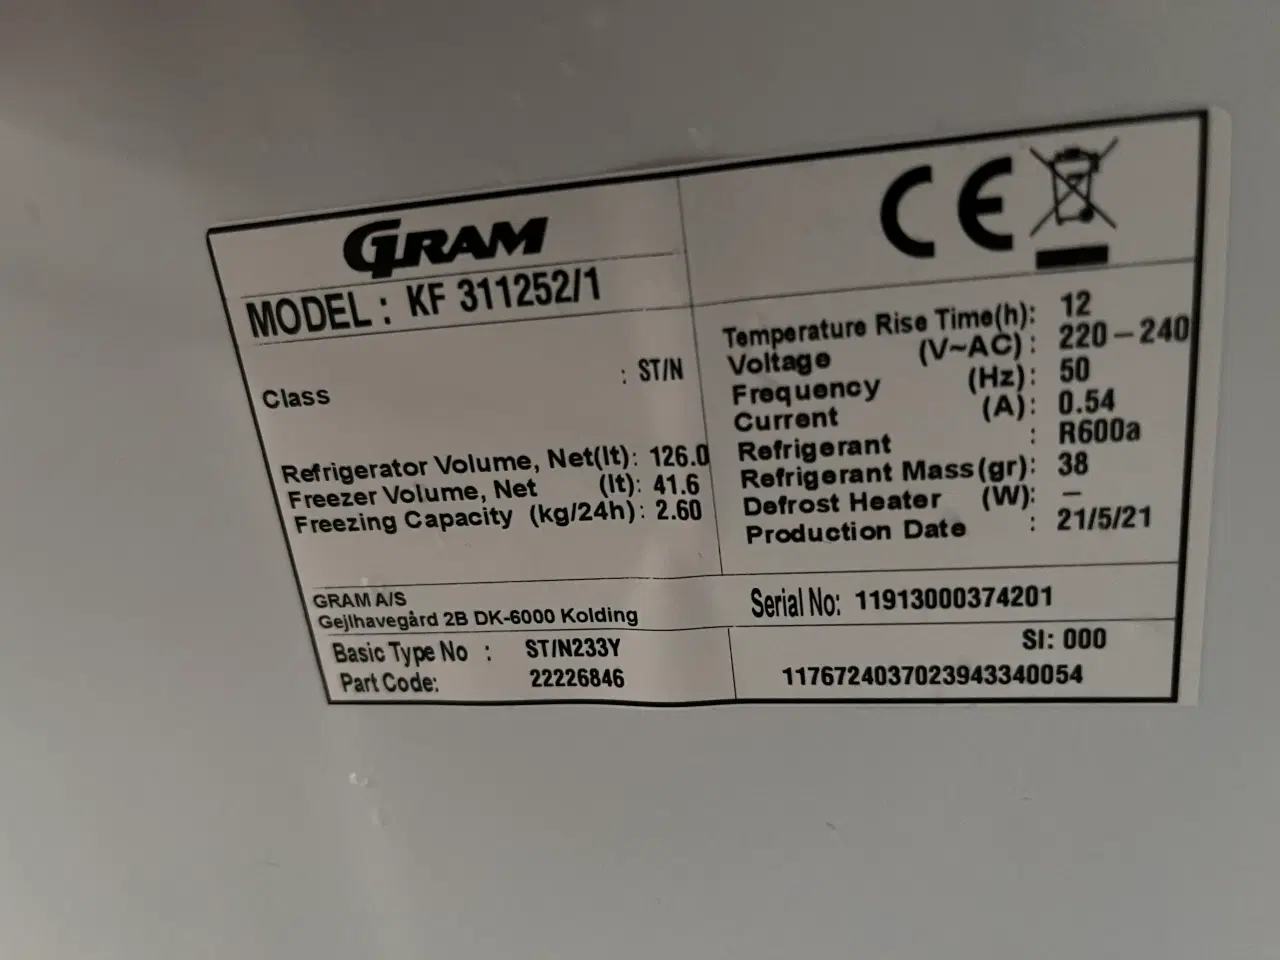 GRAM
MODEL : KF 311252/1
Class : ST/N
Refrigerator Volume, Net(lt): 126.0
Freezer Volume, Net (lt): 41.6
Freezing Capacity (kg/24h): 2.60
CE
Temperature Rise Time(h): 12
Voltage (V~AC) : 220 – 240
Frequency (Hz): 50
Current (A): 0.54
Refrigerant : R600a
Refrigerant Mass(gr): 38
Defrost Heater (W): –
Production Date : 21/5/21
GRAM A/S
Gejlhavegård 2B DK-6000 Kolding
Basic Type No : ST/N233Y
Part Code: 22226846
Serial No: 11913000374201
SI: 000
1176724037023943340054